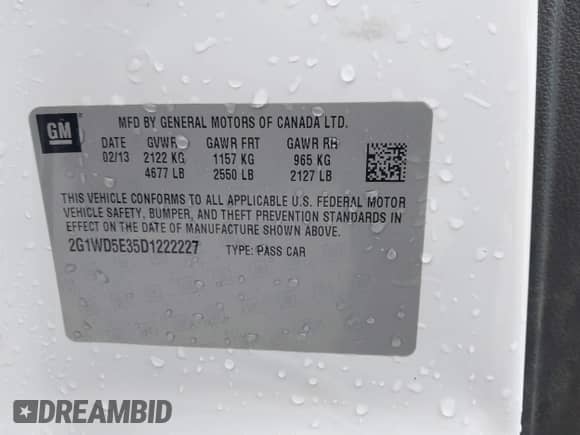 GM
MFD BY GENERAL MOTORS OF CANADA LTD.
DATE GVWR GAWR FRT GAWR RR
02/13 2122 KG 1157 KG 965 KG
4677 LB 2550 LB 2127 LB
THIS VEHICLE CONFORMS TO ALL APPLICABLE U.S. FEDERAL MOTOR
VEHICLE SAFETY, BUMPER, AND THEFT PREVENTION STANDARDS IN
EFFECT ON THE DATE OF MANUFACTURE SHOWN ABOVE.
2G1WD5E35D1222227 TYPE: PASS CAR
DREAMBID